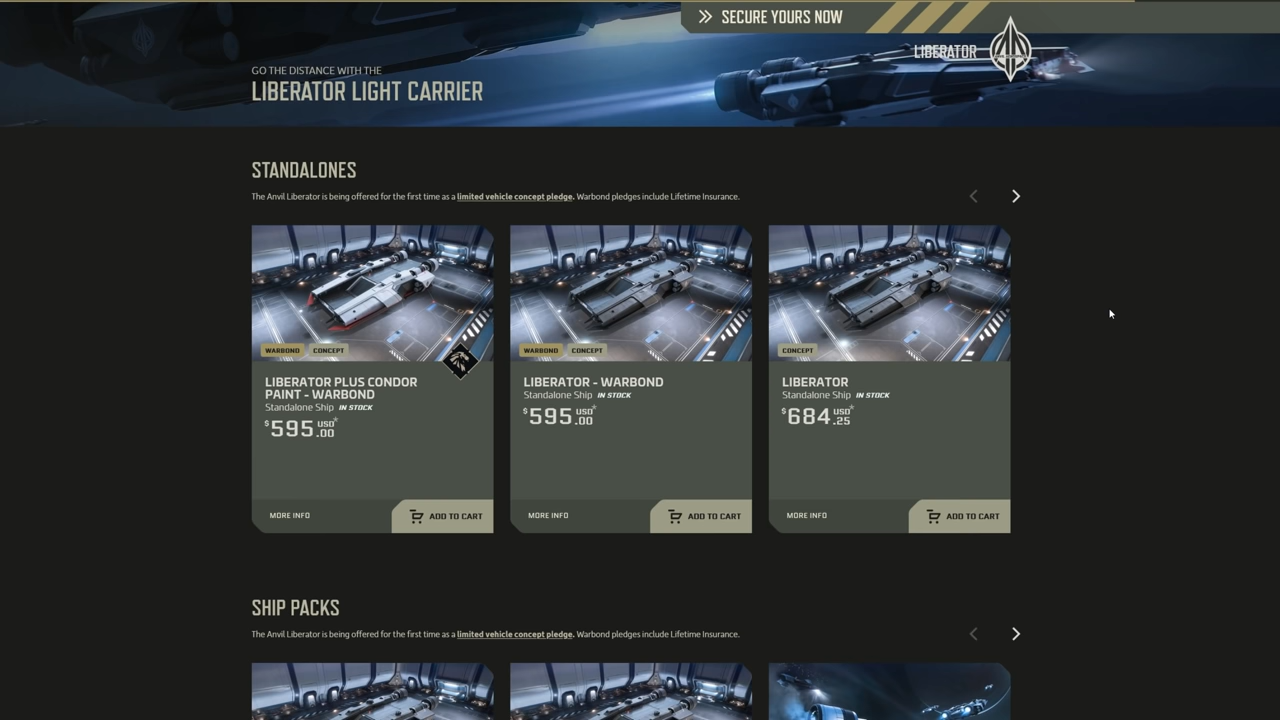 SECURE YOURS NOW
LIBERATOR
GO THE DISTANCE WITH THE
LIBERATOR LIGHT CARRIER
STANDALONES
The Anvil Liberator is being offered for the first time as a limited vehicle concept pledge. Warbond pledges include Lifetime Insurance.
WARBOND CONCEPT
LIBERATOR PLUS CONDOR
PAINT - WARBOND
Standalone Ship IN STOCK
$595.00 USD*
MORE INFO
ADD TO CART
WARBOND CONCEPT
LIBERATOR - WARBOND
Standalone Ship IN STOCK
$595.00 USD*
MORE INFO
ADD TO CART
CONCEPT
LIBERATOR
Standalone Ship IN STOCK
$684.25 USD*
MORE INFO
ADD TO CART
SHIP PACKS
The Anvil Liberator is being offered for the first time as a limited vehicle concept pledge. Warbond pledges include Lifetime Insurance.